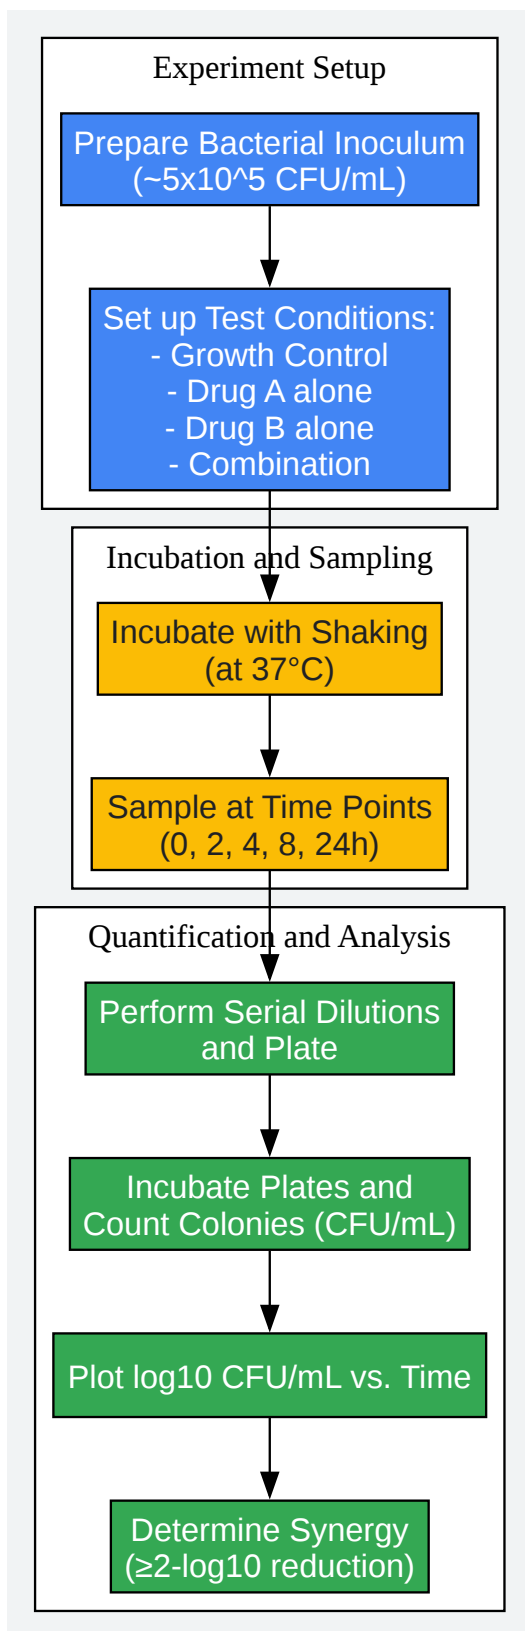 Experiment Setup
Prepare Bacterial Inoculum
(~5x10^5 CFU/mL)
Set up Test Conditions:
- Growth Control
- Drug A alone
- Drug B alone
- Combination
Incubation and Sampling
Incubate with Shaking
(at 37°C)
Sample at Time Points
(0, 2, 4, 8, 24h)
Quantification and Analysis
Perform Serial Dilutions
and Plate
Incubate Plates and
Count Colonies (CFU/mL)
Plot log10 CFU/mL vs. Time
Determine Synergy
(≥2-log10 reduction)